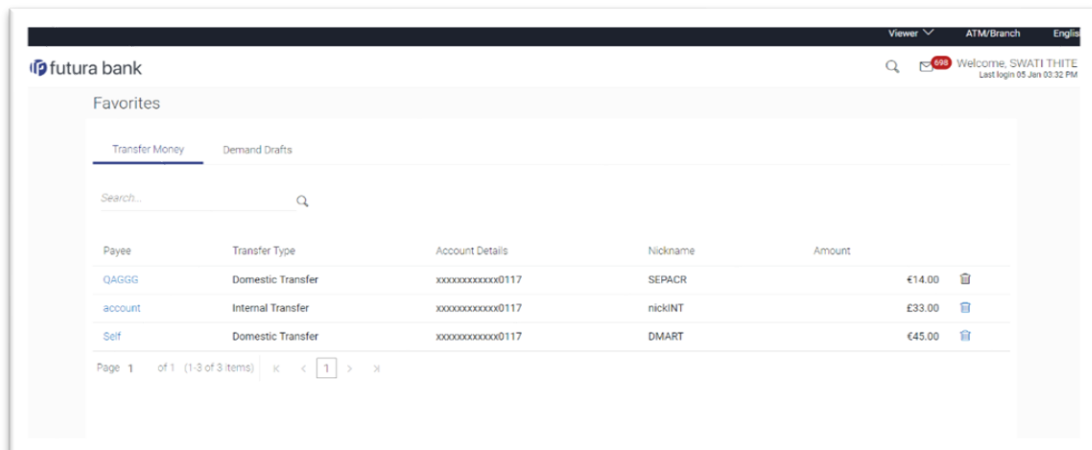 Viewer ATM/Branch Englis
futura bank 698 Welcome, SWATI THITE
Last login 05 Jan 03:32 PM
Favorites
Transfer Money Demand Drafts
Search...
Payee Transfer Type Account Details Nickname Amount
QAGGG Domestic Transfer xxxxxxxxxxxx0117 SEPACR €14.00
account Internal Transfer xxxxxxxxxxxx0117 nickINT £33.00
Self Domestic Transfer xxxxxxxxxxxx0117 DMART €45.00
Page 1 of 1 (1-3 of 3 items) 1